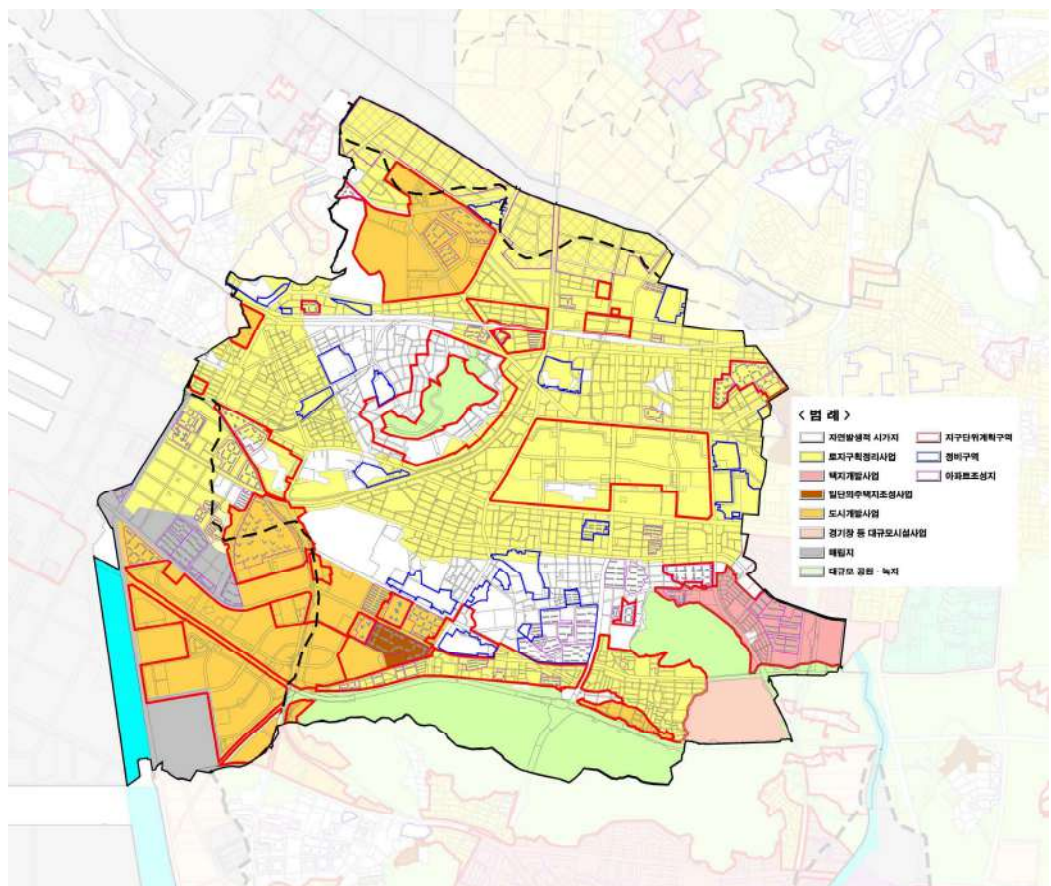 < 범 례 >
자연발생적 시가지
토지구획정리사업
택지개발사업
일단의주택지조성사업
도시개발사업
경기장 등 대규모시설사업
매립지
대규모 공원 · 녹지
지구단위계획구역
정비구역
아파트조성지